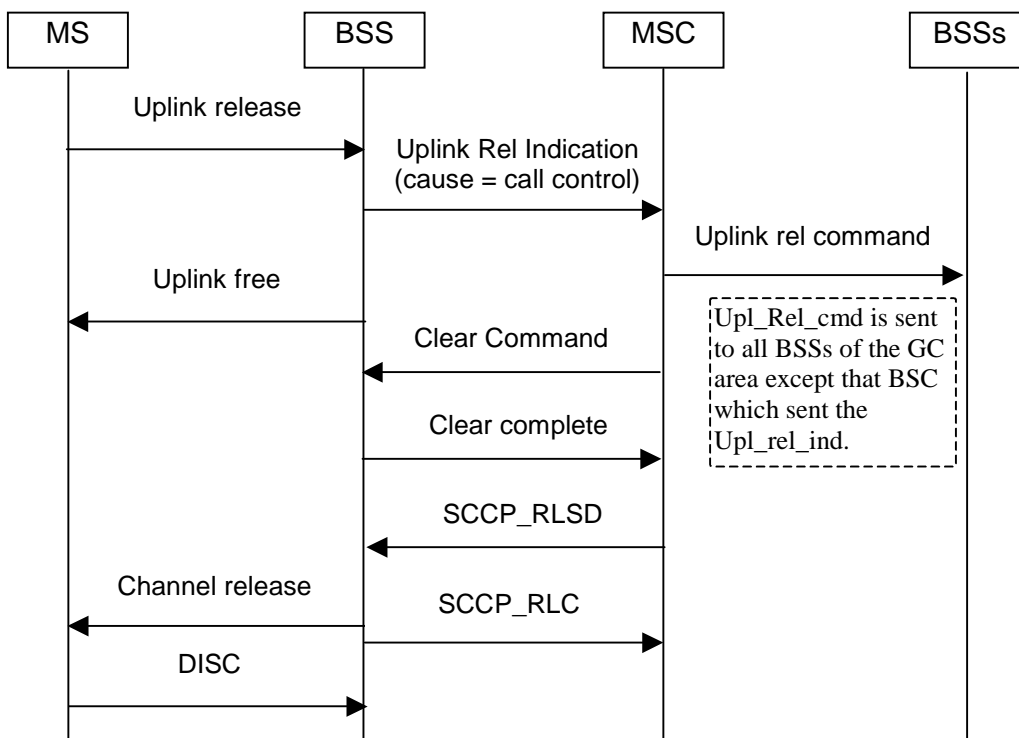 MS
BSS
MSC
BSSs
Uplink release
Uplink Rel Indication
(cause = call control)
Uplink rel command
Uplink free
Upl_Rel_cmd is sent
to all BSSs of the GC
area except that BSC
which sent the
Upl_rel_ind.
Clear Command
Clear complete
SCCP_RLSD
Channel release
SCCP_RLC
DISC